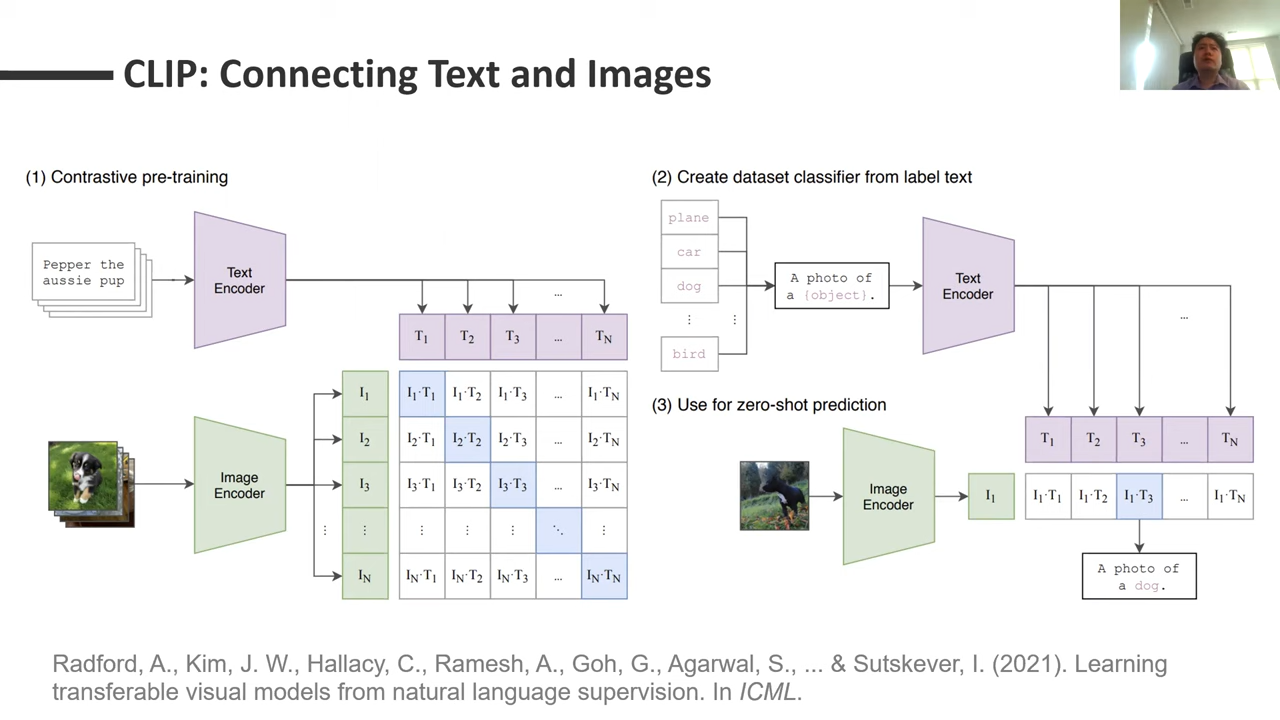 CLIP: Connecting Text and Images
(1) Contrastive pre-training
Pepper the
aussie pup
Text
Encoder
...
T1 T2 T3 ... TN
Image
Encoder
I1 I1·T1 I1·T2 I1·T3 ... I1·TN
I2 I2·T1 I2·T2 I2·T3 ... I2·TN
I3 I3·T1 I3·T2 I3·T3 ... I3·TN
⋮ ⋮ ⋮ ⋮ ⋮ ⋱ ⋮
IN IN·T1 IN·T2 IN·T3 ... IN·TN
(2) Create dataset classifier from label text
plane
car
dog
⋮ ⋮
bird
A photo of
a {object}.
Text
Encoder
...
(3) Use for zero-shot prediction
T1 T2 T3 ... TN
Image
Encoder
I1 I1·T1 I1·T2 I1·T3 ... I1·TN
A photo of
a dog.
Radford, A., Kim, J. W., Hallacy, C., Ramesh, A., Goh, G., Agarwal, S., ... & Sutskever, I. (2021). Learning
transferable visual models from natural language supervision. In ICML.